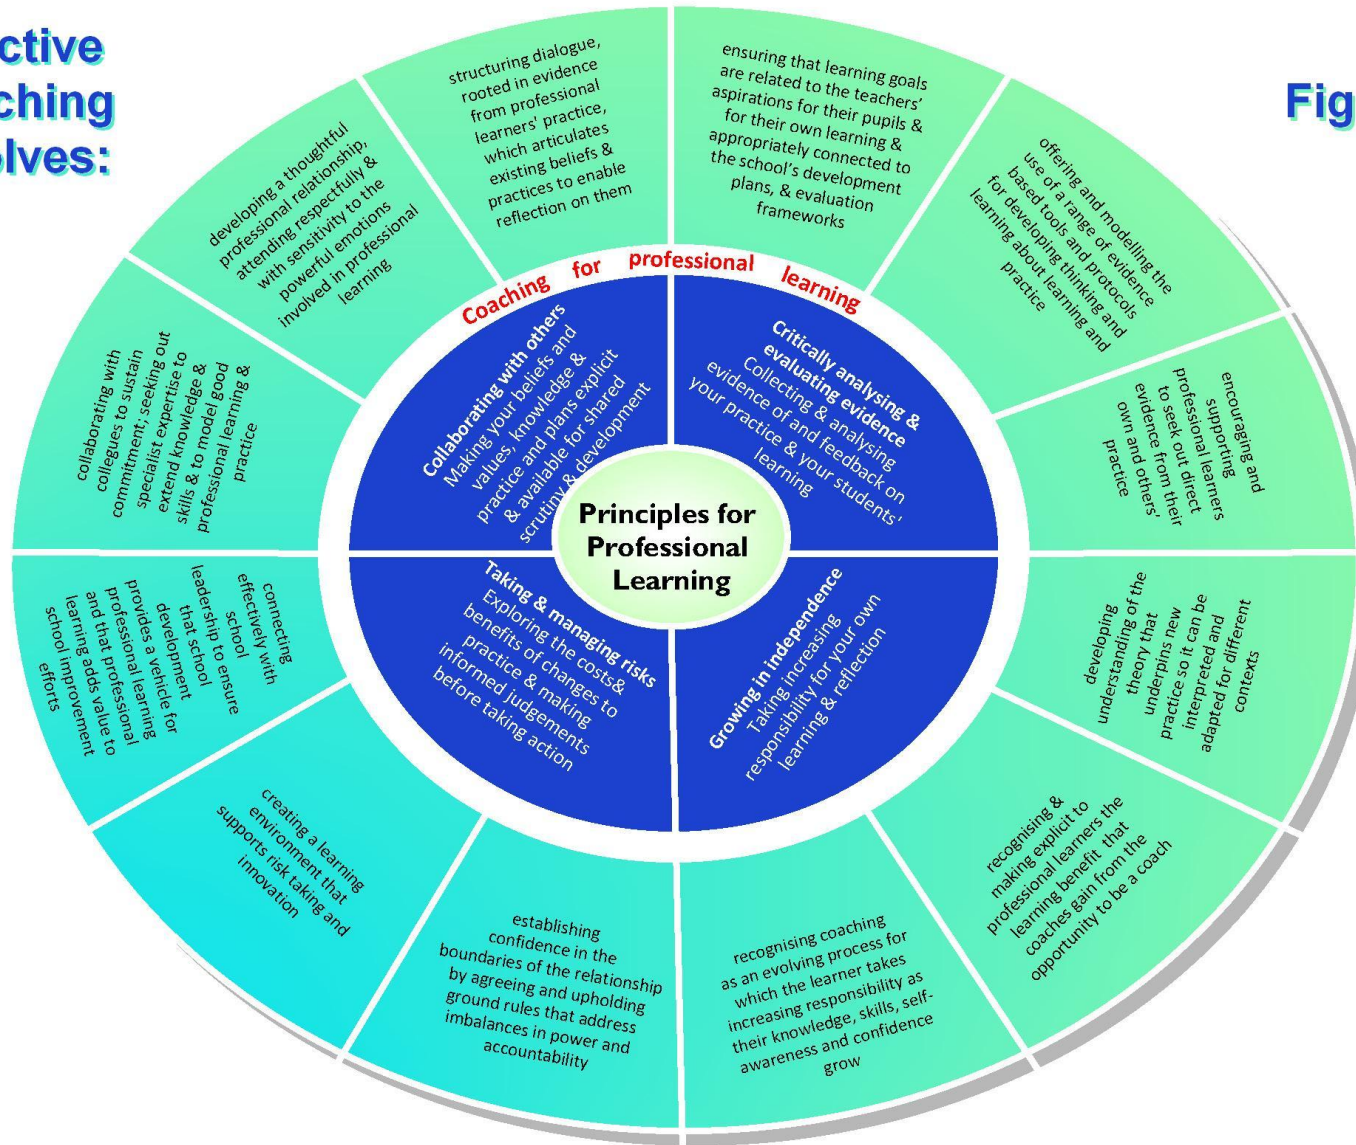 ctive
ching
olves:
Fig
structuring dialogue,
rooted in evidence
from professional
learners' practice,
which articulates
existing beliefs &
practices to enable
reflection on them
ensuring that learning goals
are related to the teachers'
aspirations for their pupils &
for their own learning &
appropriately connected to
the school's development
plans, & evaluation
frameworks
offering and modelling the
use of a range of evidence
based tools and protocols
for developing thinking and
learning about learning and
practice
encouraging and
supporting
professional learners
to seek out direct
evidence from their
own and others'
practice
developing
understanding of the
theory that
underpins new
practice so it can be
interpreted and
adapted for different
contexts
recognising &
making explicit to
professional learners the
learning benefit that
coaches gain from the
opportunity to be a coach
recognising coaching
as an evolving process for
which the learner takes
increasing responsibility as
their knowledge, skills, self-
awareness and confidence
grow
establishing
confidence in the
boundaries of the relationship
by agreeing and upholding
ground rules that address
imbalances in power and
accountability
creating a learning
environment that
supports risk taking and
innovation
connecting
effectively with
school
leadership to ensure
that school
development
provides a vehicle for
professional learning
and that professional
learning adds value to
school improvement
efforts
collaborating with
collegues to sustain
commitment; seeking out
specialist expertise to
extend knowledge &
skills & to model good
professional learning &
practice
developing a thoughtful
professional relationship,
attending respectfully &
with sensitivity to the
powerful emotions
involved in professional
learning
Coaching for professional learning
Collaborating with others
Making your beliefs and
values, knowledge &
practice and plans explicit
& available for shared
scrutiny & development
Critically analysing &
evaluating evidence
Collecting & analysing
evidence of and feedback on
your practice & your students'
learning
Principles for
Professional
Learning
Taking & managing risks
Exploring the costs&
benefits of changes to
practice & making
informed judgements
before taking action
Growing in independence
Taking increasing
responsibility for your own
learning & reflection